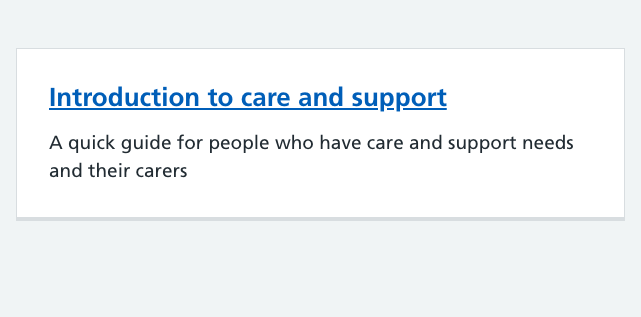 Introduction to care and support
A quick guide for people who have care and support needs
and their carers